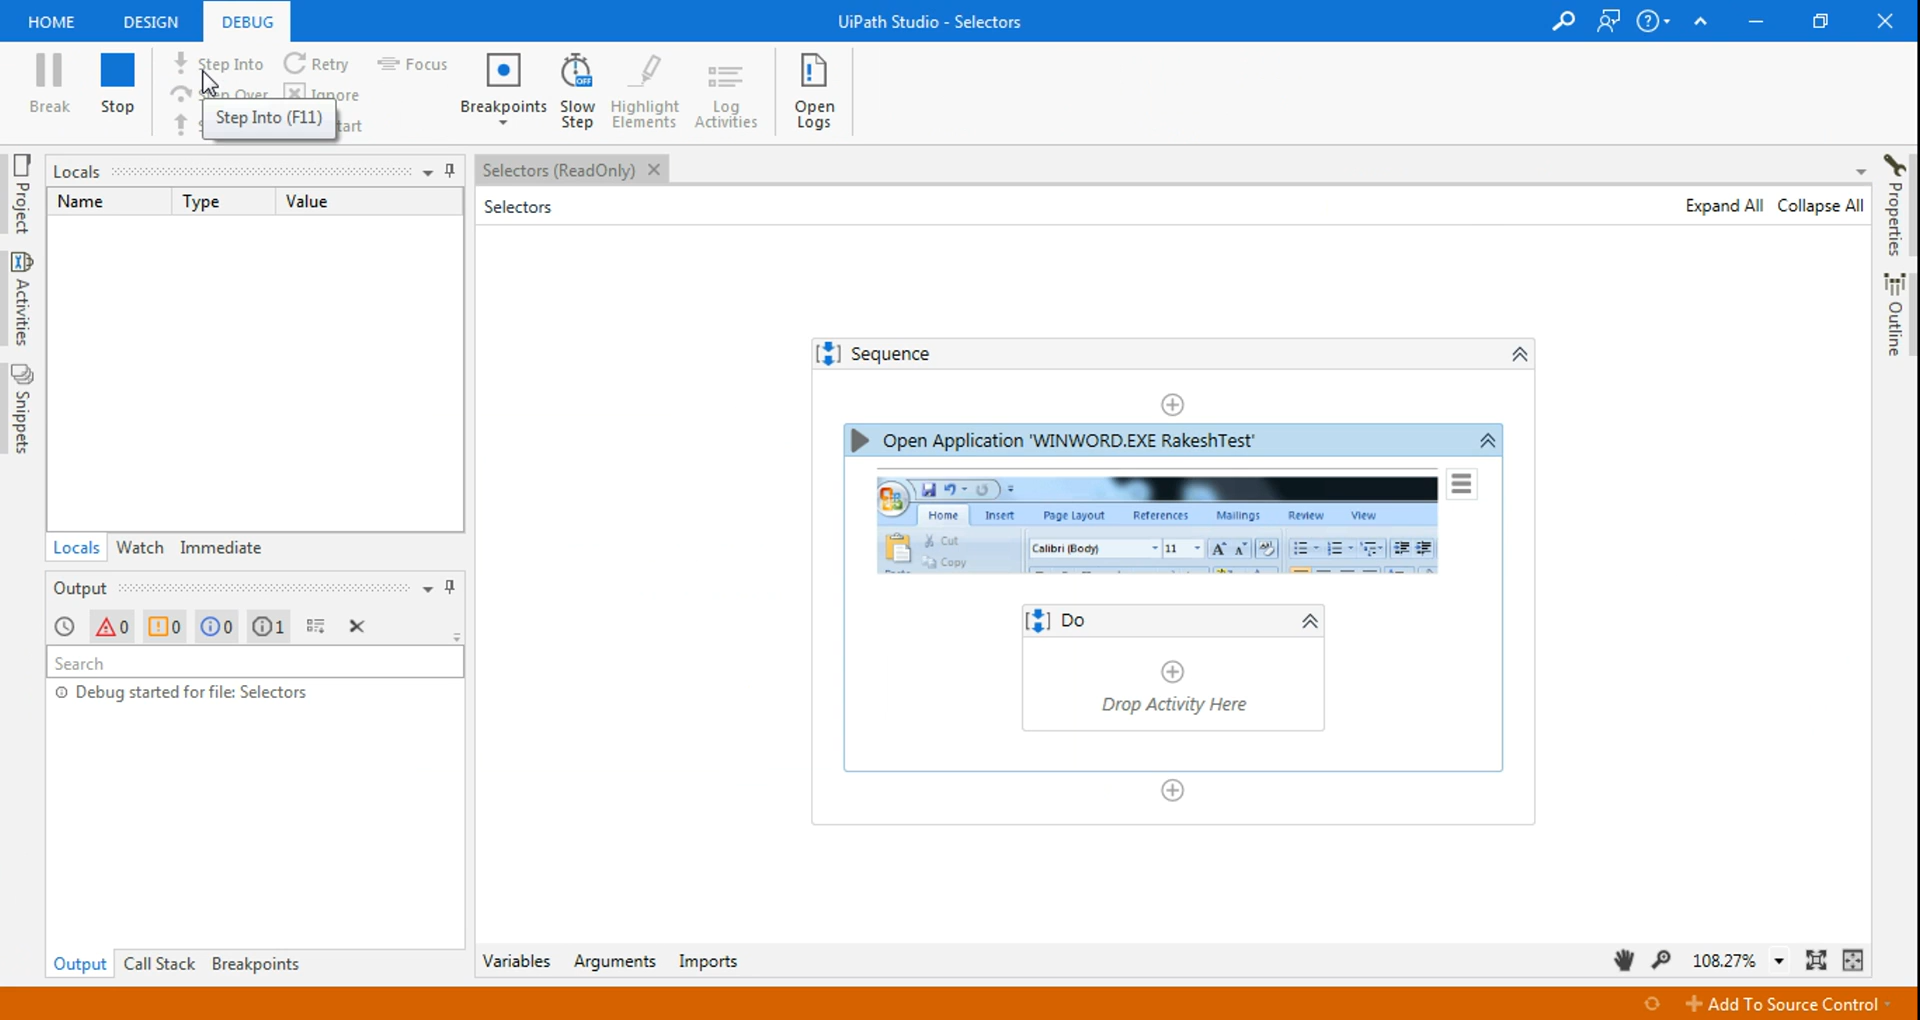 HOME DESIGN DEBUG UiPath Studio - Selectors
Break Stop Step Into Retry Focus Breakpoints Slow Step Highlight Elements Log Activities Open Logs
Step Over Ignore
Step Into (F11)
Project
Activities
Snippets
Locals
Name Type Value
Locals Watch Immediate
Output
0 0 0 1
Search
Debug started for file: Selectors
Output Call Stack Breakpoints
Selectors (ReadOnly)
Selectors Expand All Collapse All
Sequence
Open Application 'WINWORD.EXE RakeshTest'
Home Insert Page Layout References Mailings Review View
Cut
Calibri (Body) 11
Copy
Do
Drop Activity Here
Variables Arguments Imports 108.27%
Properties
Outline
Add To Source Control